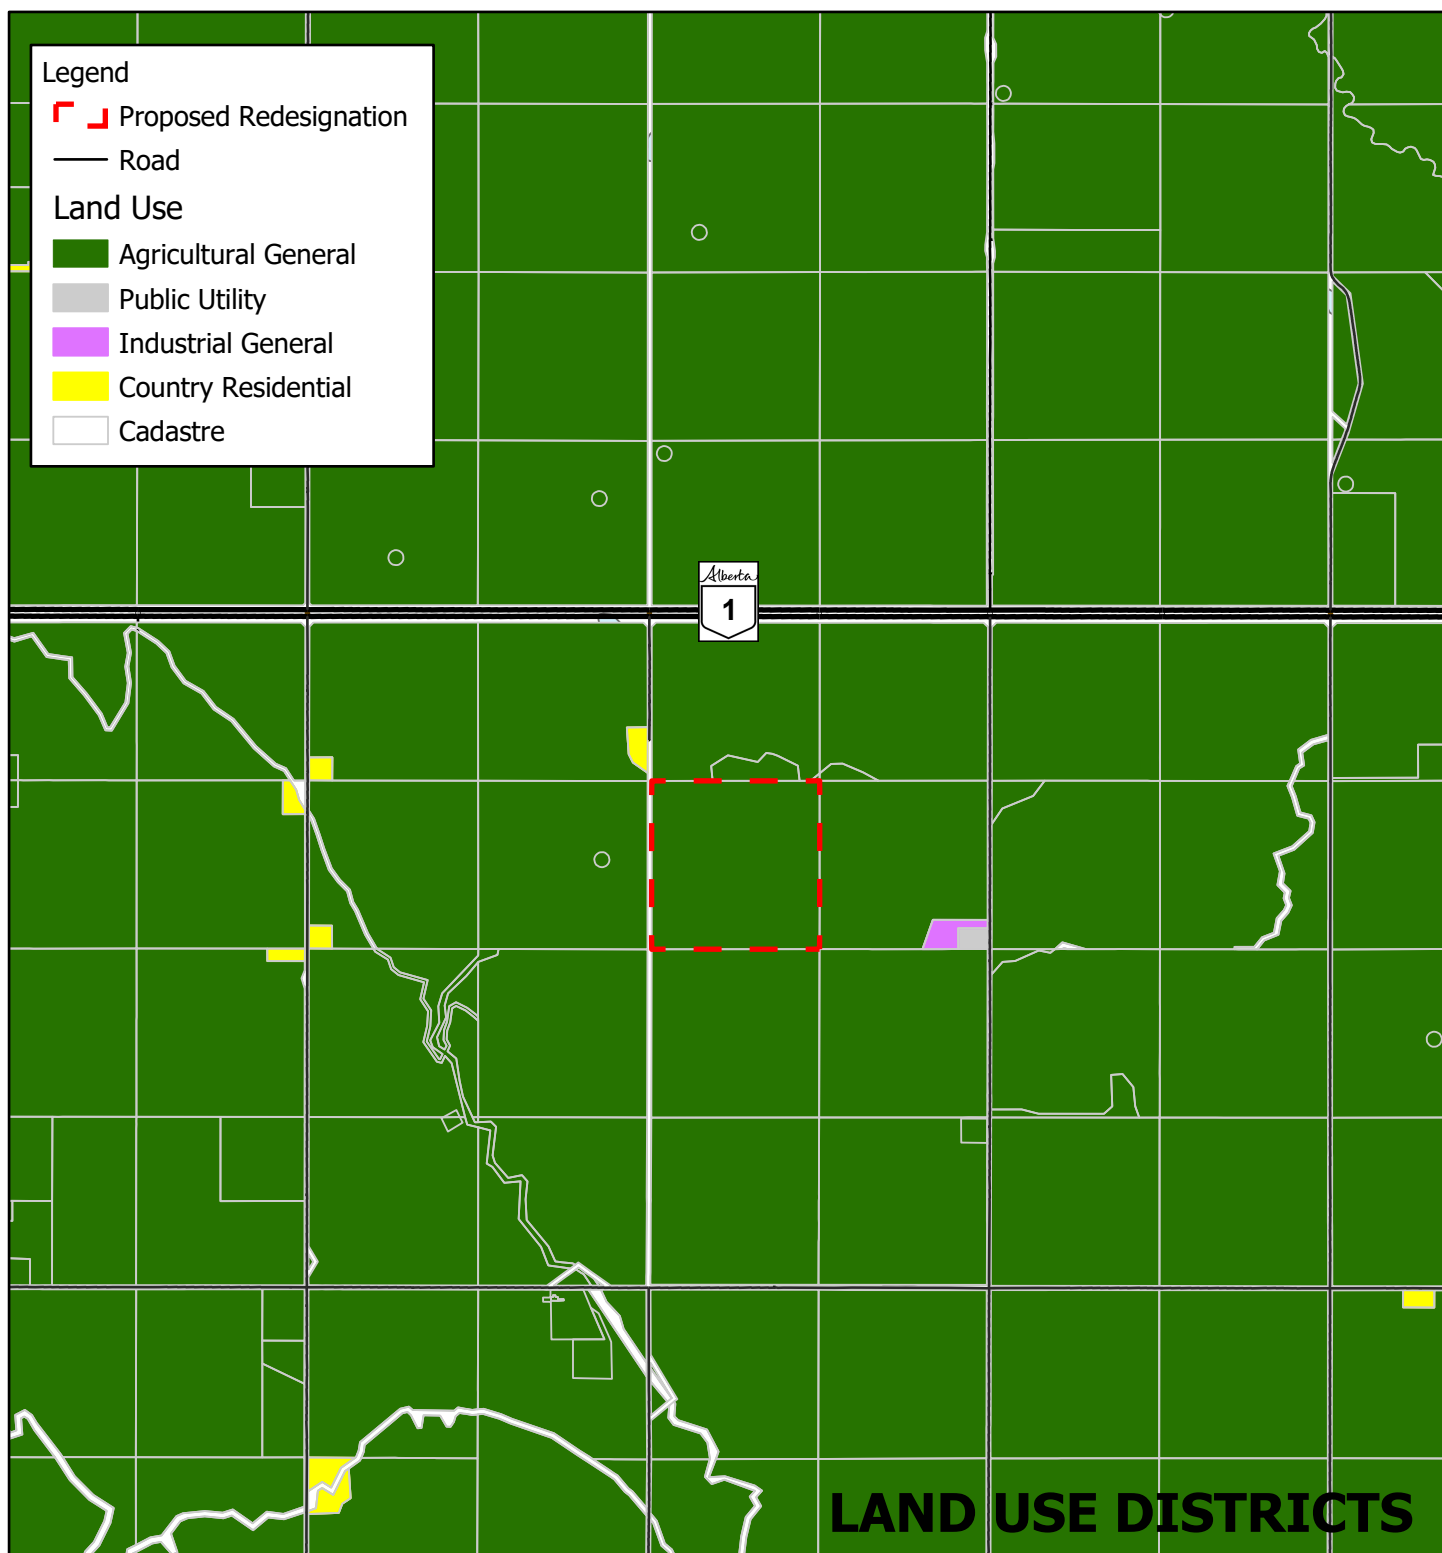 Legend
Proposed Redesignation
Road
Land Use
Agricultural General
Public Utility
Industrial General
Country Residential
Cadastre
Alberta
1
LAND USE DISTRICTS